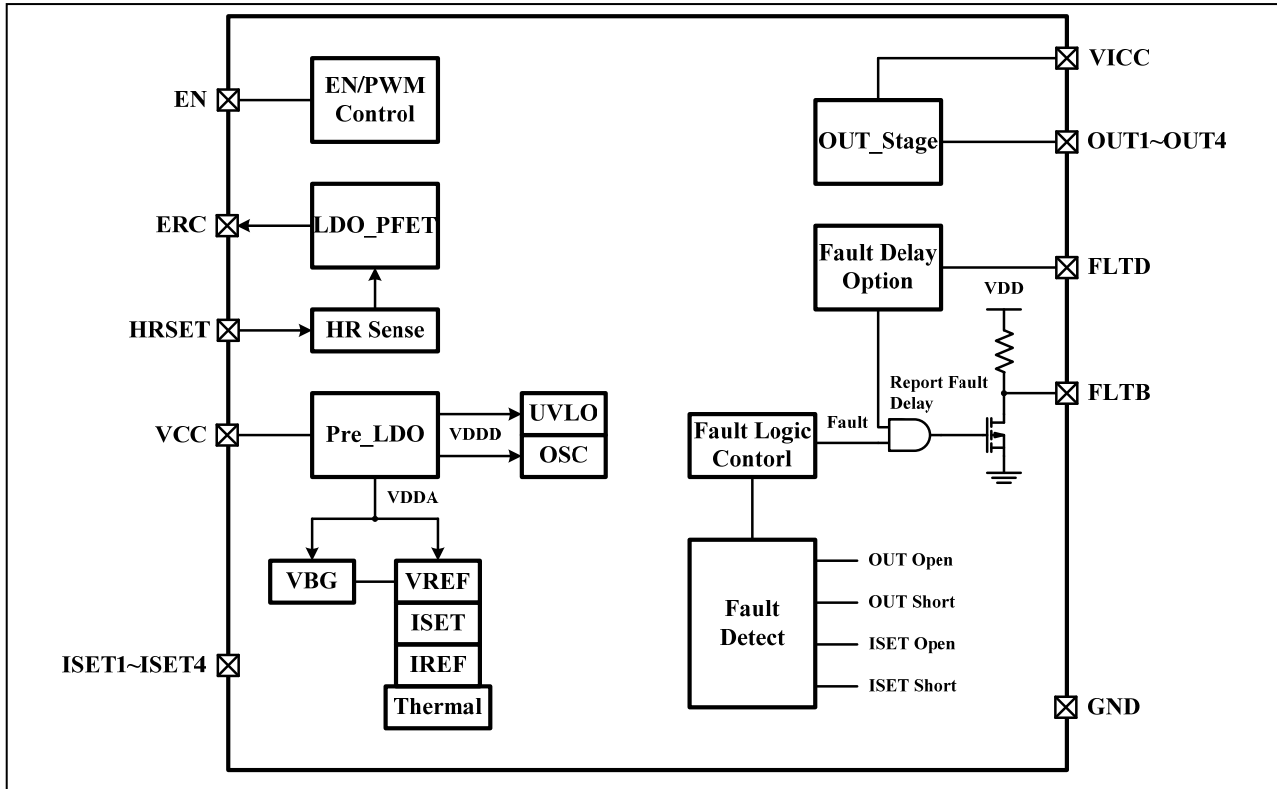 EN
EN/PWM
Control
ERC
LDO_PFET
HRSET
HR Sense
VCC
Pre_LDO
VDDD
UVLO
OSC
VDDA
VBG
VREF
ISET
IREF
Thermal
ISET1~ISET4
VICC
OUT_Stage
OUT1~OUT4
Fault Delay
Option
FLTD
VDD
Report Fault
Delay
FLTB
Fault Logic
Contorl
Fault
Fault
Detect
OUT Open
OUT Short
ISET Open
ISET Short
GND